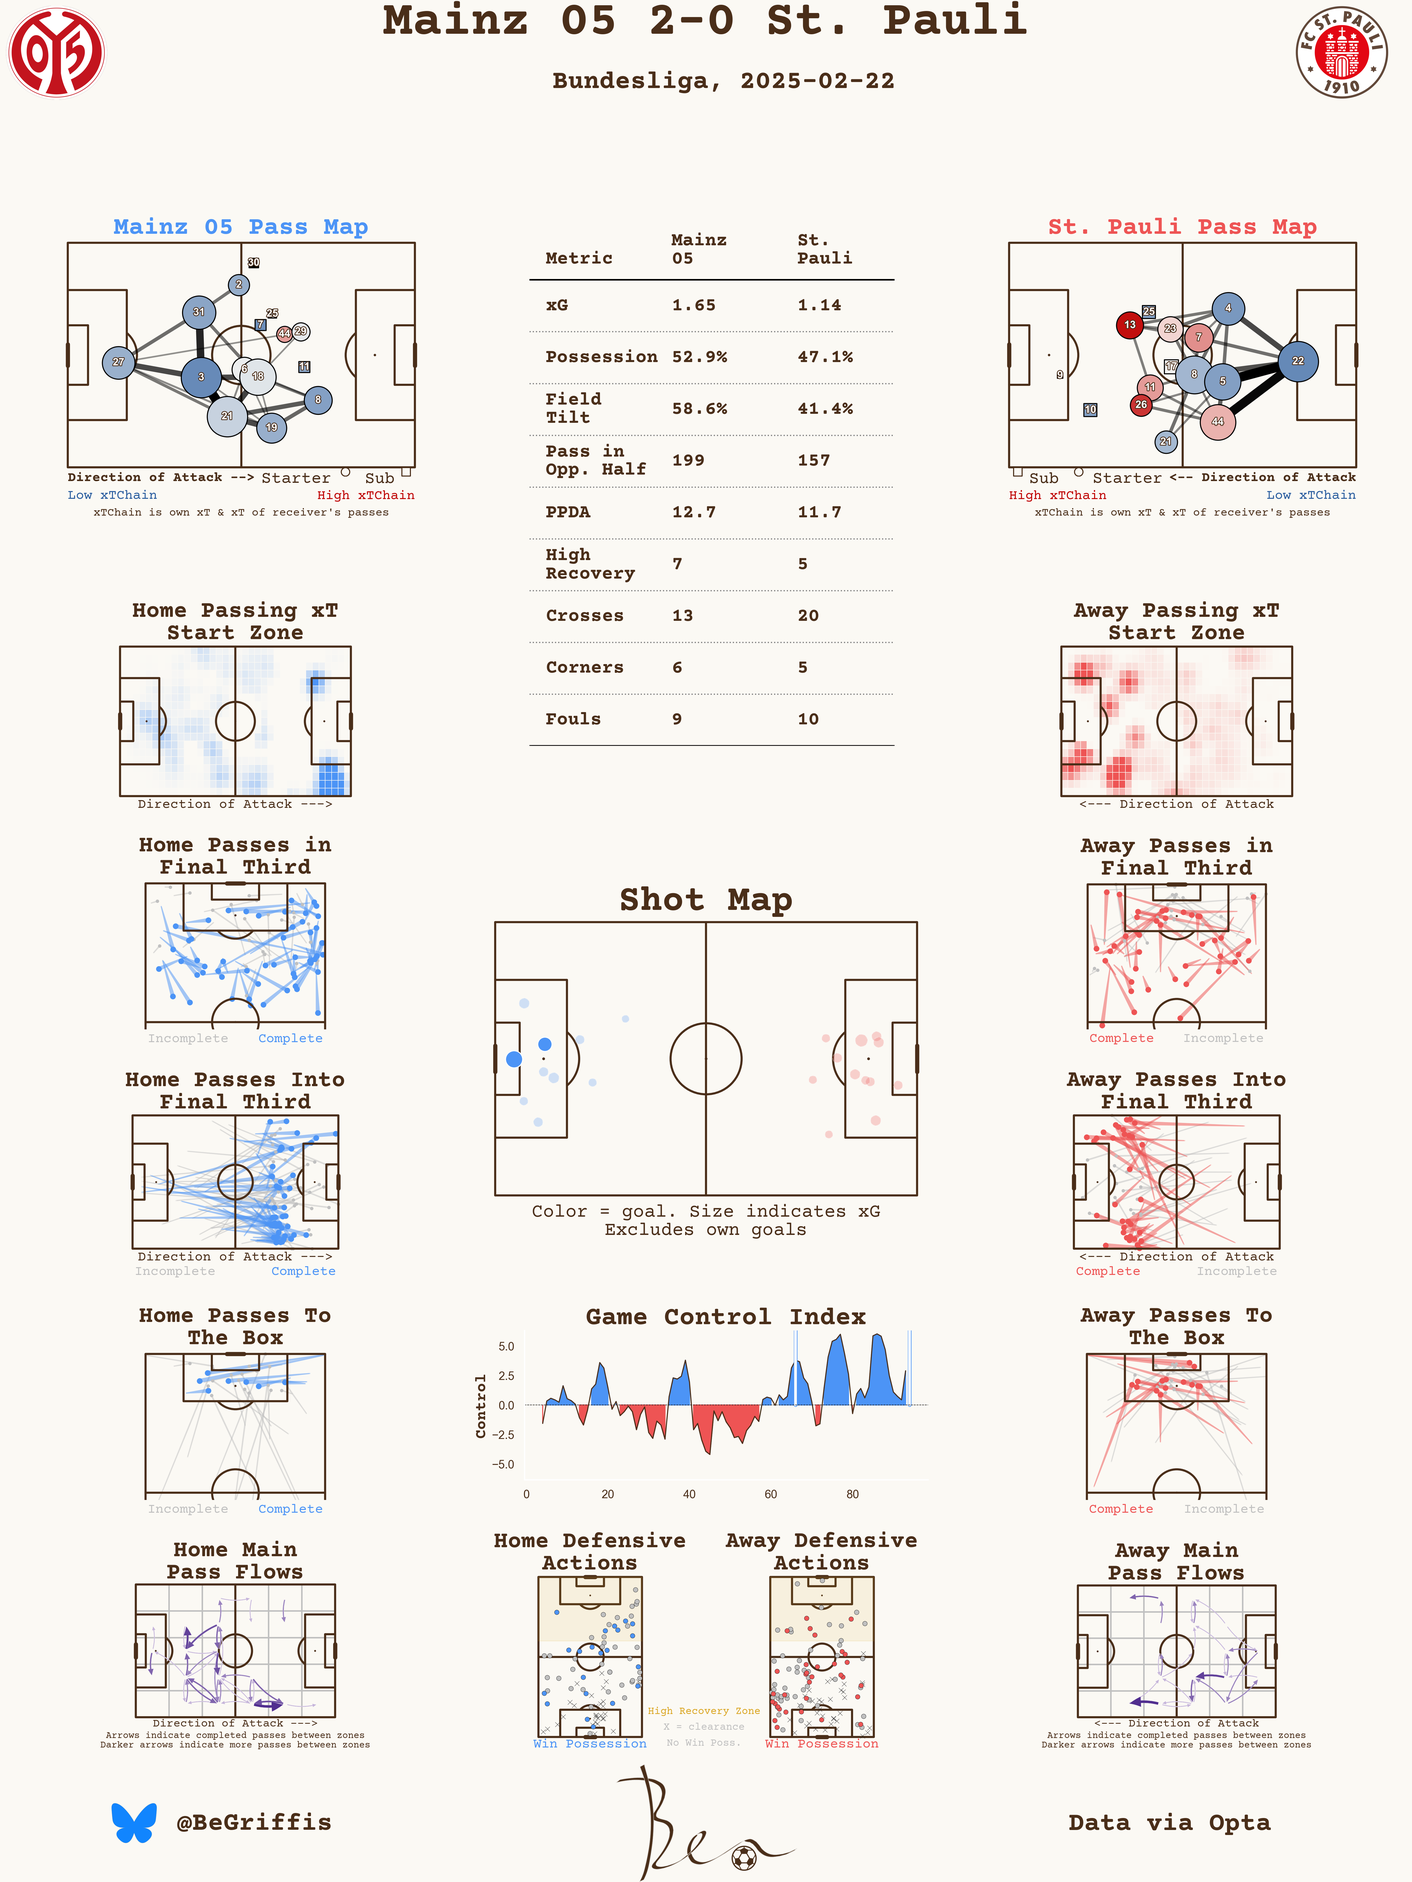 Mainz 05 2-0 St. Pauli
Bundesliga, 2025-02-22
05
FC ST. PAULI
1910
Mainz 05 Pass Map
30
2
31
25
7
44
29
27
3
6
18
11
21
8
19
Direction of Attack --> Starter Sub
Low xTChain High xTChain
xTChain is own xT & xT of receiver's passes
Metric Mainz 05 St. Pauli
xG 1.65 1.14
Possession 52.9% 47.1%
Field Tilt 58.6% 41.4%
Pass in Opp. Half 199 157
PPDA 12.7 11.7
High Recovery 7 5
Crosses 13 20
Corners 6 5
Fouls 9 10
St. Pauli Pass Map
25
4
13
23
7
22
9
17
8
5
11
26
10
44
21
Sub Starter <-- Direction of Attack
High xTChain Low xTChain
xTChain is own xT & xT of receiver's passes
Home Passing xT
Start Zone
Direction of Attack --->
Away Passing xT
Start Zone
<--- Direction of Attack
Home Passes in
Final Third
Incomplete Complete
Away Passes in
Final Third
Complete Incomplete
Shot Map
Color = goal. Size indicates xG
Excludes own goals
Home Passes Into
Final Third
Direction of Attack --->
Incomplete Complete
Away Passes Into
Final Third
<--- Direction of Attack
Complete Incomplete
Home Passes To
The Box
Incomplete Complete
Game Control Index
Control
5.0
2.5
0.0
−2.5
−5.0
0 20 40 60 80
Away Passes To
The Box
Complete Incomplete
Home Main
Pass Flows
Direction of Attack --->
Arrows indicate completed passes between zones
Darker arrows indicate more passes between zones
Home Defensive
Actions
Win Possession
High Recovery Zone
X = clearance
No Win Poss.
Away Defensive
Actions
Win Possession
Away Main
Pass Flows
<--- Direction of Attack
Arrows indicate completed passes between zones
Darker arrows indicate more passes between zones
@BeGriffis
Ben
Data via Opta